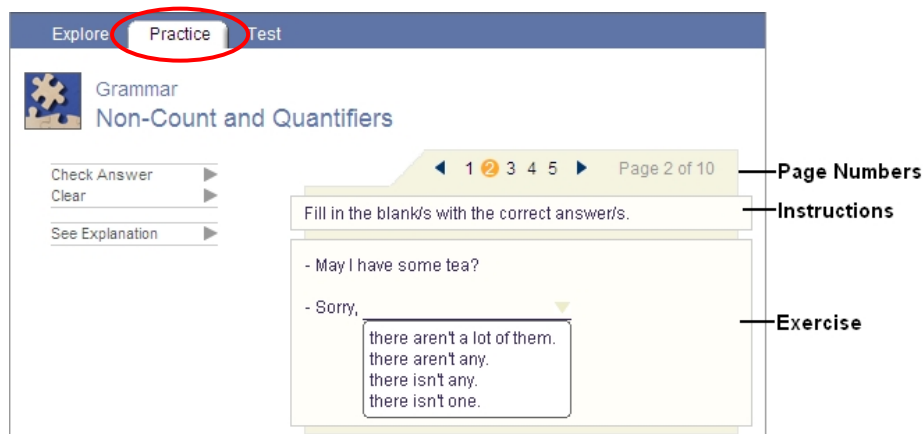 Explore Practice Test
Grammar
Non-Count and Quantifiers
Check Answer
Clear
See Explanation
1 2 3 4 5 Page 2 of 10
Page Numbers
Fill in the blank/s with the correct answer/s.
Instructions
- May I have some tea?
- Sorry,
there aren't a lot of them.
there aren't any.
there isn't any.
there isn't one.
Exercise